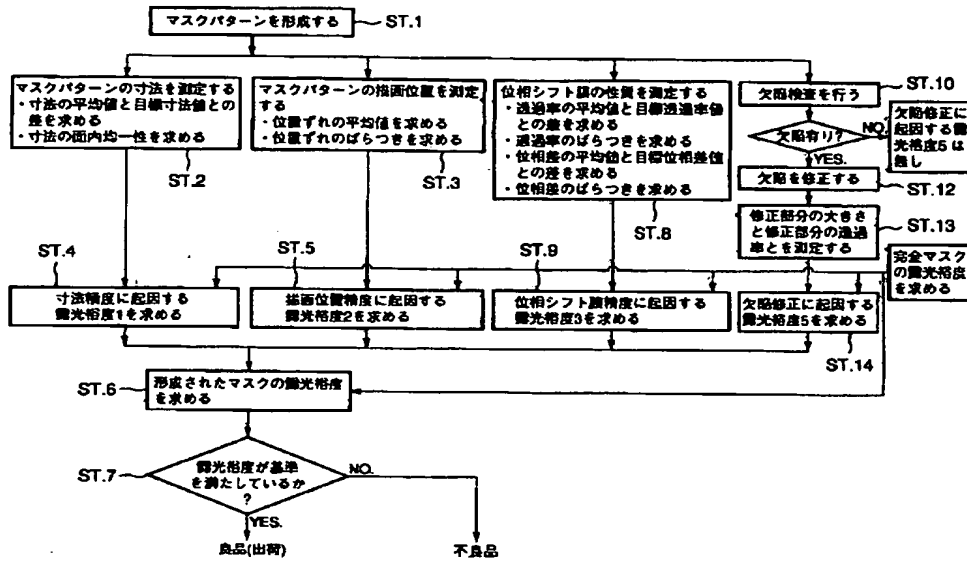 マスクパターンを形成する
ST.1
マスクパターンの寸法を測定する
・寸法の平均値と目標寸法値との
差を求める
・寸法の面内均一性を求める
ST.2
マスクパターンの描画位置を測定
する
・位置ずれの平均値を求める
・位置ずれのばらつきを求める
ST.3
位相シフト膜の性質を測定する
・透過率の平均値と目標透過率値
との差を求める
・透過率のばらつきを求める
・位相差の平均値と目標位相差値
との差を求める
・位相差のばらつきを求める
ST.8
ST.10
欠陥検査を行う
欠陥有り?
NO.
YES.
欠陥修正に
起因する露
光裕度5は
無し
欠陥を修正する
ST.12
修正部分の大きさ
と修正部分の透過
率とを測定する
ST.13
ST.4
寸法精度に起因する
露光裕度1を求める
ST.5
描画位置精度に起因する
露光裕度2を求める
ST.9
位相シフト膜精度に起因する
露光裕度3を求める
欠陥修正に起因する
露光裕度5を求める
ST.14
完全マスク
の露光裕度
を求める
ST.6
形成されたマスクの露光裕度
を求める
ST.7
露光裕度が基準
を満たしているか
?
NO.
YES.
良品(出荷)
不良品